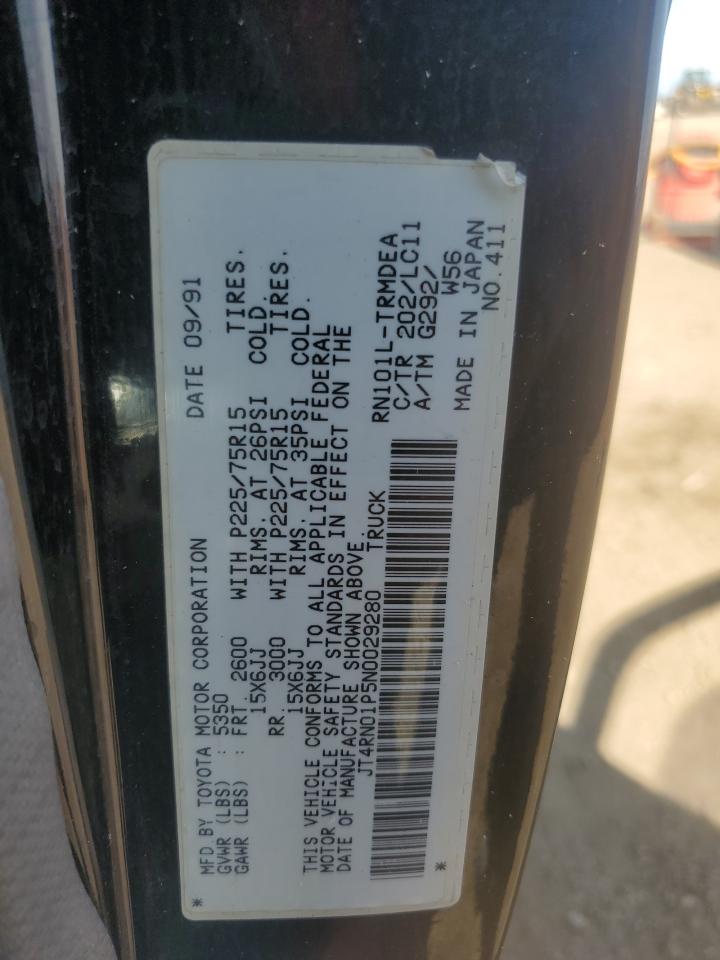 MFD.BY TOYOTA MOTOR CORPORATION DATE 09/91
GVWR (LBS) : 5350
GAWR (LBS) : FRT. 2600 WITH P225/75R15 TIRES.
15X6JJ RIMS. AT 26PSI COLD.
RR. 3000 WITH P225/75R15 TIRES.
15X6JJ RIMS. AT 35PSI COLD.
THIS VEHICLE CONFORMS TO ALL APPLICABLE FEDERAL
MOTOR VEHICLE SAFETY STANDARDS IN EFFECT ON THE
DATE OF MANUFACTURE SHOWN ABOVE.
JT4RN01P5N0029280 TRUCK
RN101L-TRMDEA
C/TR 202/LC11
A/TM G292/
W56
* * MADE IN JAPAN
NO.411